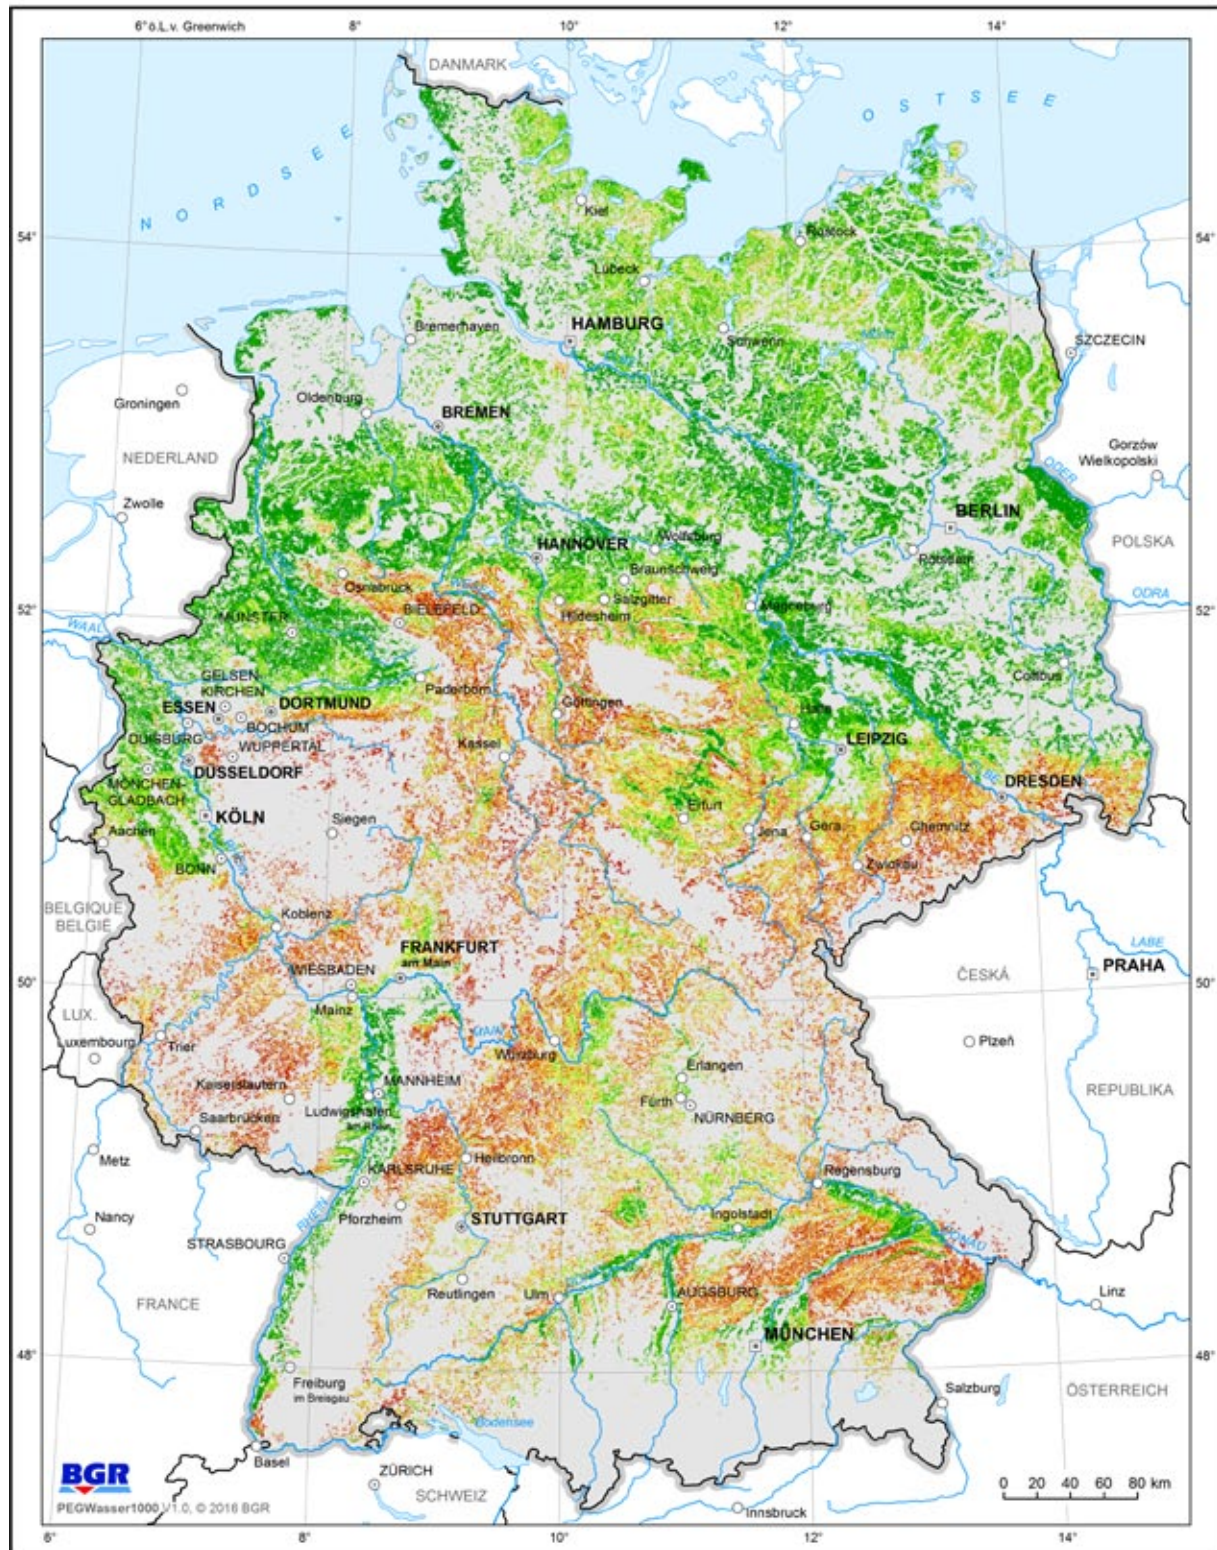 6° ö.L.v. Greenwich
8°
10°
12°
14°
DANMARK
OSTSEE
NORDSEE
Kiel
54°
Rostock
54°
Lübeck
HAMBURG
Bremerhaven
Schwerin
SZCZECIN
Groningen
Oldenburg
BREMEN
NEDERLAND
Gorzów
Wielkopolski
ODER
Zwolle
BERLIN
HANNOVER
Wolfsburg
POLSKA
Potsdam
Braunschweig
Osnabrück
52°
BIELEFELD
Salzgitter
Magdeburg
ODRA
52°
Hildesheim
MÜNSTER
WAAL
GELSEN-
KIRCHEN
Paderborn
Cottbus
ESSEN
DORTMUND
Göttingen
BOCHUM
Halle
DUISBURG
WUPPERTAL
Kassel
LEIPZIG
DÜSSELDORF
DRESDEN
MÖNCHEN-
GLADBACH
KÖLN
Siegen
Erfurt
Aachen
Jena
Gera
Chemnitz
BONN
Zwickau
BELGIQUE
BELGIË
Koblenz
FRANKFURT
am Main
LABE
WIESBADEN
PRAHA
50°
ČESKÁ
50°
Mainz
LUX.
MAIN
Luxembourg
Trier
Würzburg
Plzeň
Erlangen
Kaiserslautern
MANNHEIM
REPUBLIKA
Fürth
NÜRNBERG
Saarbrücken
Ludwigshafen
am Rhein
Metz
Heilbronn
KARLSRUHE
Regensburg
Pforzheim
Nancy
STUTTGART
Ingolstadt
RHEIN
STRASBOURG
DONAU
Reutlingen
Ulm
AUGSBURG
Linz
FRANCE
MÜNCHEN
48°
48°
Freiburg
im Breisgau
Salzburg
ÖSTERREICH
Bodensee
Basel
BGR
ZÜRICH
0 20 40 60 80 km
SCHWEIZ
PEGWasser1000 V1.0, © 2016 BGR
Innsbruck
6°
8°
10°
12°
14°